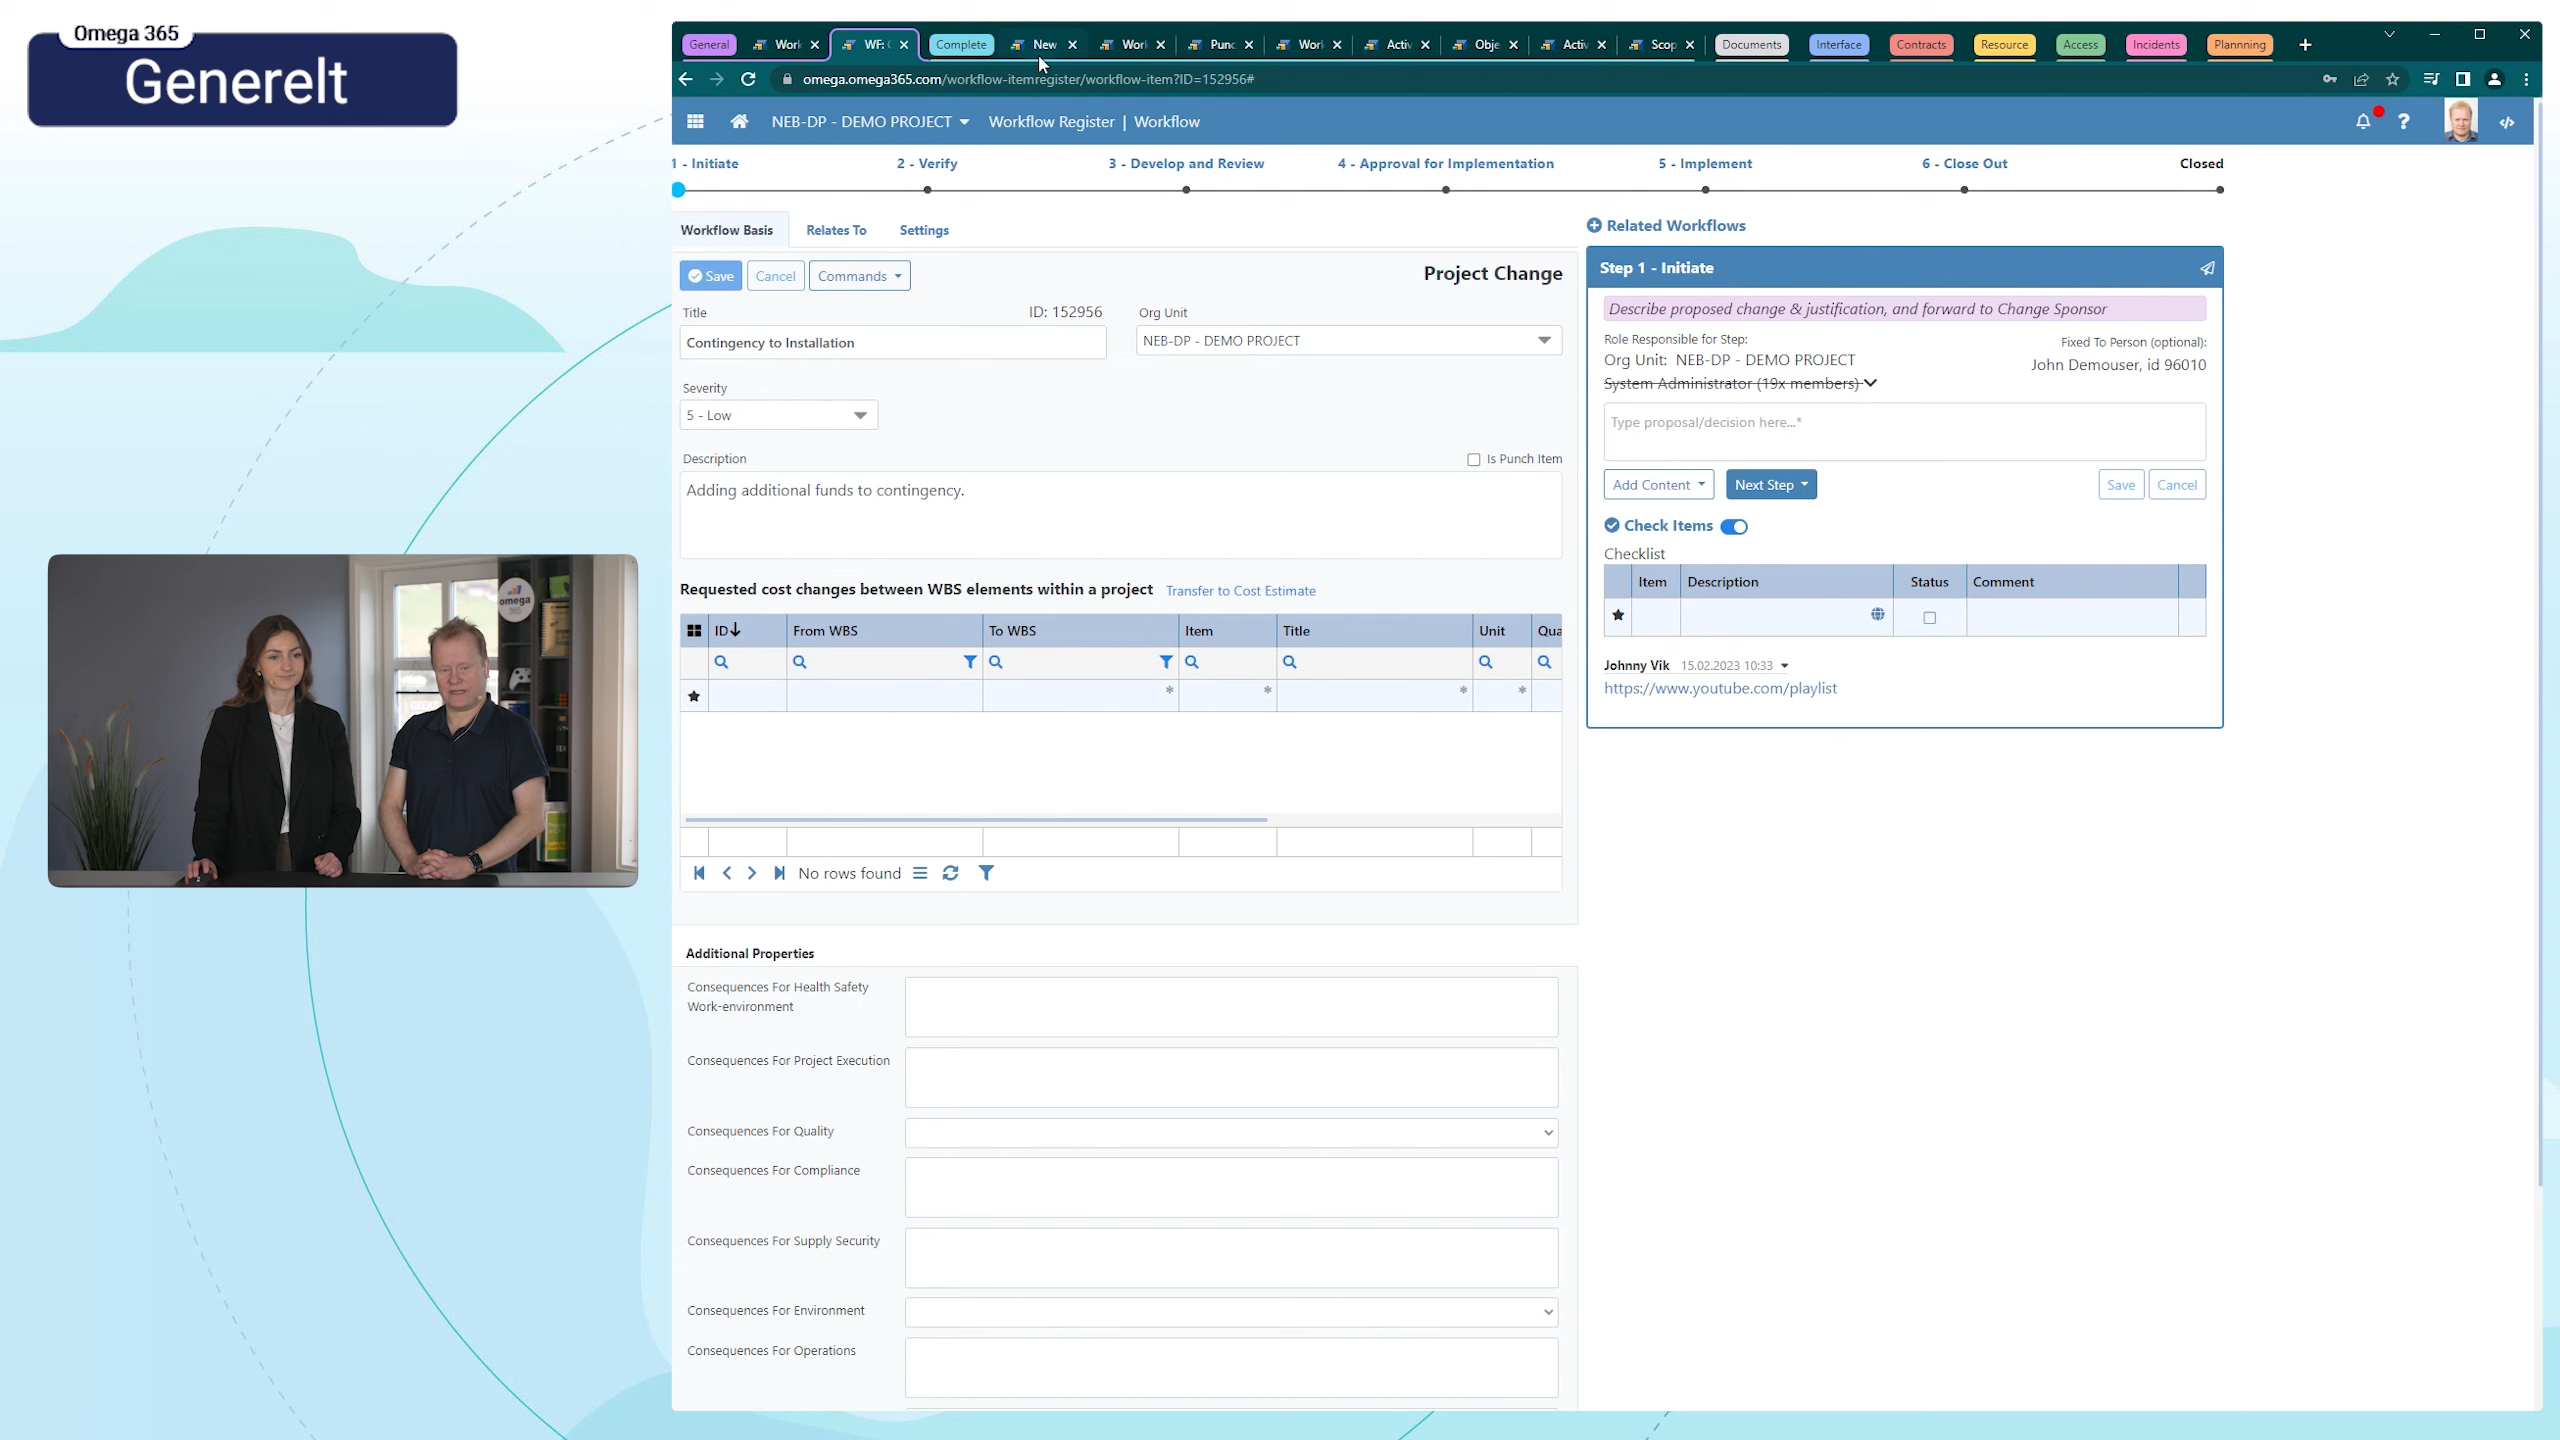 Omega 365
Generelt
General
Work
WF: (
Complete
New
Work
Punc
Work
Activ
Obje
Activ
Scop
Documents
Interface
Contracts
Resource
Access
Incidents
Plannning
omega.omega365.com/workflow-itemregister/workflow-item?ID=152956#
NEB-DP - DEMO PROJECT
Workflow Register | Workflow
1 - Initiate
2 - Verify
3 - Develop and Review
4 - Approval for Implementation
5 - Implement
6 - Close Out
Closed
Workflow Basis
Relates To
Settings
Save
Cancel
Commands
Project Change
Title
ID: 152956
Org Unit
Contingency to Installation
NEB-DP - DEMO PROJECT
Severity
5 - Low
Description
Is Punch Item
Adding additional funds to contingency.
Requested cost changes between WBS elements within a project
Transfer to Cost Estimate
ID
From WBS
To WBS
Item
Title
Unit
Qua
* * * *
No rows found
Additional Properties
Consequences For Health Safety
Work-environment
Consequences For Project Execution
Consequences For Quality
Consequences For Compliance
Consequences For Supply Security
Consequences For Environment
Consequences For Operations
Related Workflows
Step 1 - Initiate
Describe proposed change & justification, and forward to Change Sponsor
Role Responsible for Step:
Fixed To Person (optional):
Org Unit: NEB-DP - DEMO PROJECT
John Demouser, id 96010
System Administrator (19x members)
Type proposal/decision here...*
Add Content
Next Step
Save
Cancel
Check Items
Checklist
Item
Description
Status
Comment
Johnny Vik 15.02.2023 10:33
https://www.youtube.com/playlist
omega
365